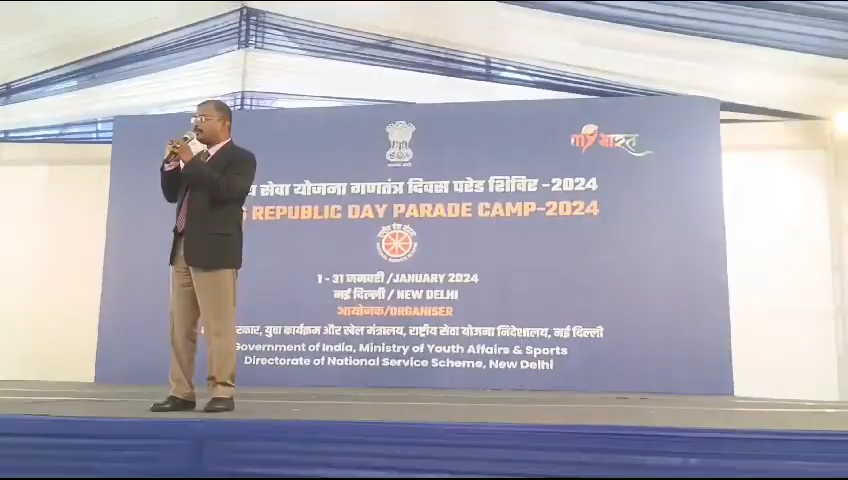 सेवा योजना गणतंत्र दिवस परेड शिविर -2024
REPUBLIC DAY PARADE CAMP-2024
1 - 31 जनवरी /JANUARY 2024
नई दिल्ली / NEW DELHI
आयोजक/ORGANISER
युवा कार्यक्रम और खेल मंत्रालय, राष्ट्रीय सेवा योजना निदेशालय, नई दिल्ली
Government of India, Ministry of Youth Affairs & Sports
Directorate of National Service Scheme, New Delhi